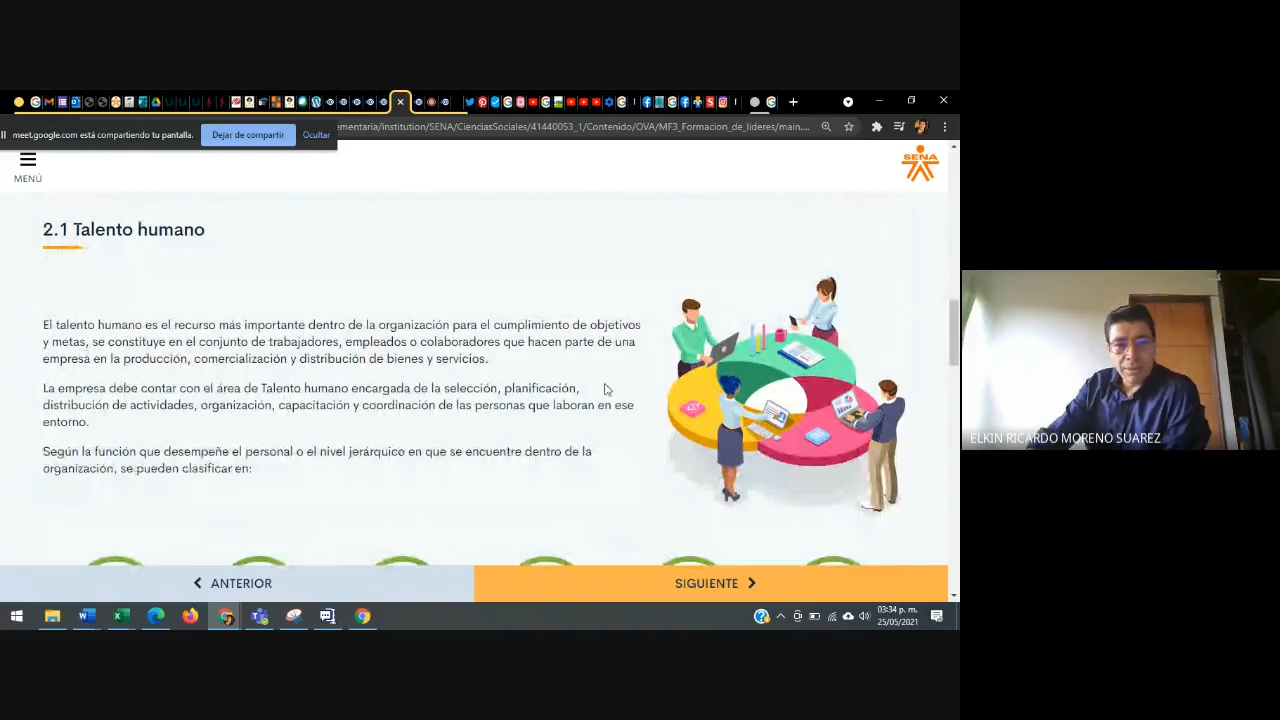 meet.google.com está compartiendo tu pantalla.
Dejar de compartir
Ocultar
ementaria/institution/SENA/CienciasSociales/41440053_1/Contenido/OVA/MF3_Formacion_de_lideres/main....
MENÚ
SENA
2.1 Talento humano
El talento humano es el recurso más importante dentro de la organización para el cumplimiento de objetivos
y metas, se constituye en el conjunto de trabajadores, empleados o colaboradores que hacen parte de una
empresa en la producción, comercialización y distribución de bienes y servicios.
La empresa debe contar con el área de Talento humano encargada de la selección, planificación,
distribución de actividades, organización, capacitación y coordinación de las personas que laboran en ese
entorno.
Según la función que desempeñe el personal o el nivel jerárquico en que se encuentre dentro de la
organización, se pueden clasificar en:
ANTERIOR
SIGUIENTE
03:34 p. m.
25/05/2021
ELKIN RICARDO MORENO SUAREZ